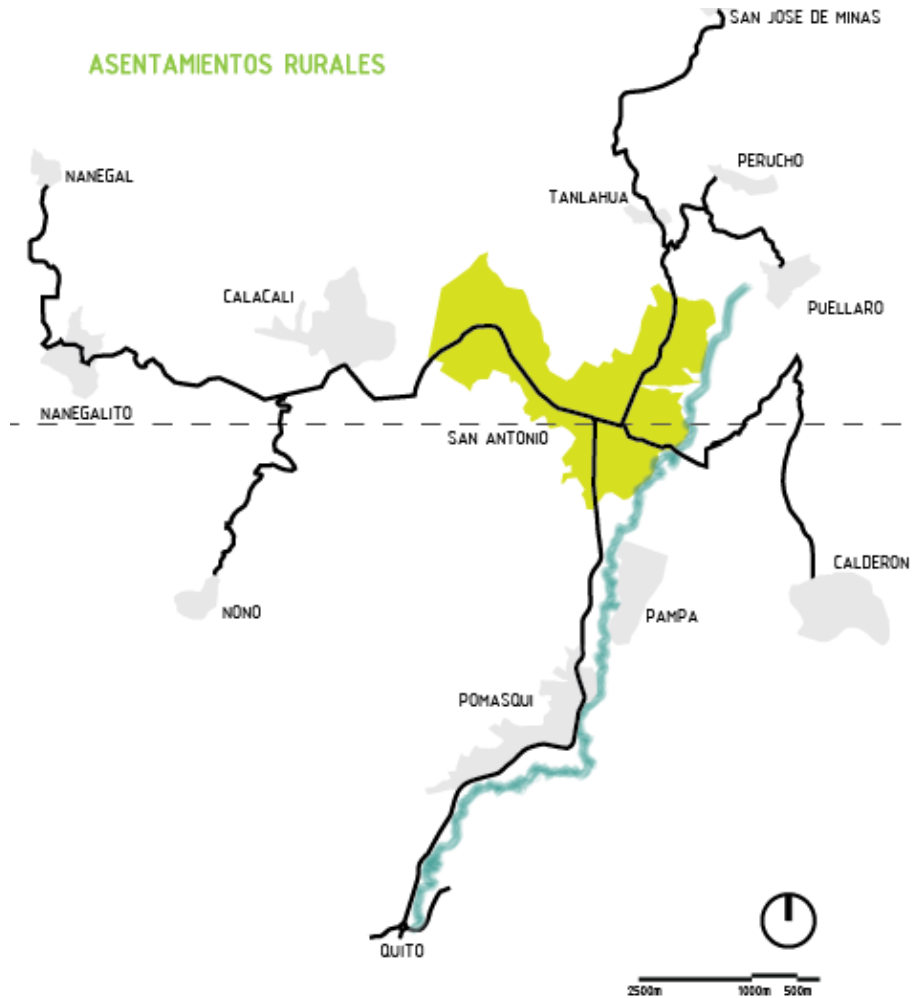 SAN JOSE DE MINAS
ASENTAMIENTOS RURALES
PERUCHO
NANEGAL
TANLAHUA
CALACALI
PUELLARO
NANEGALITO
SAN ANTONIO
CALDERON
NONO
PAMPA
POMASQUI
QUITO
2500m 1000m 500m